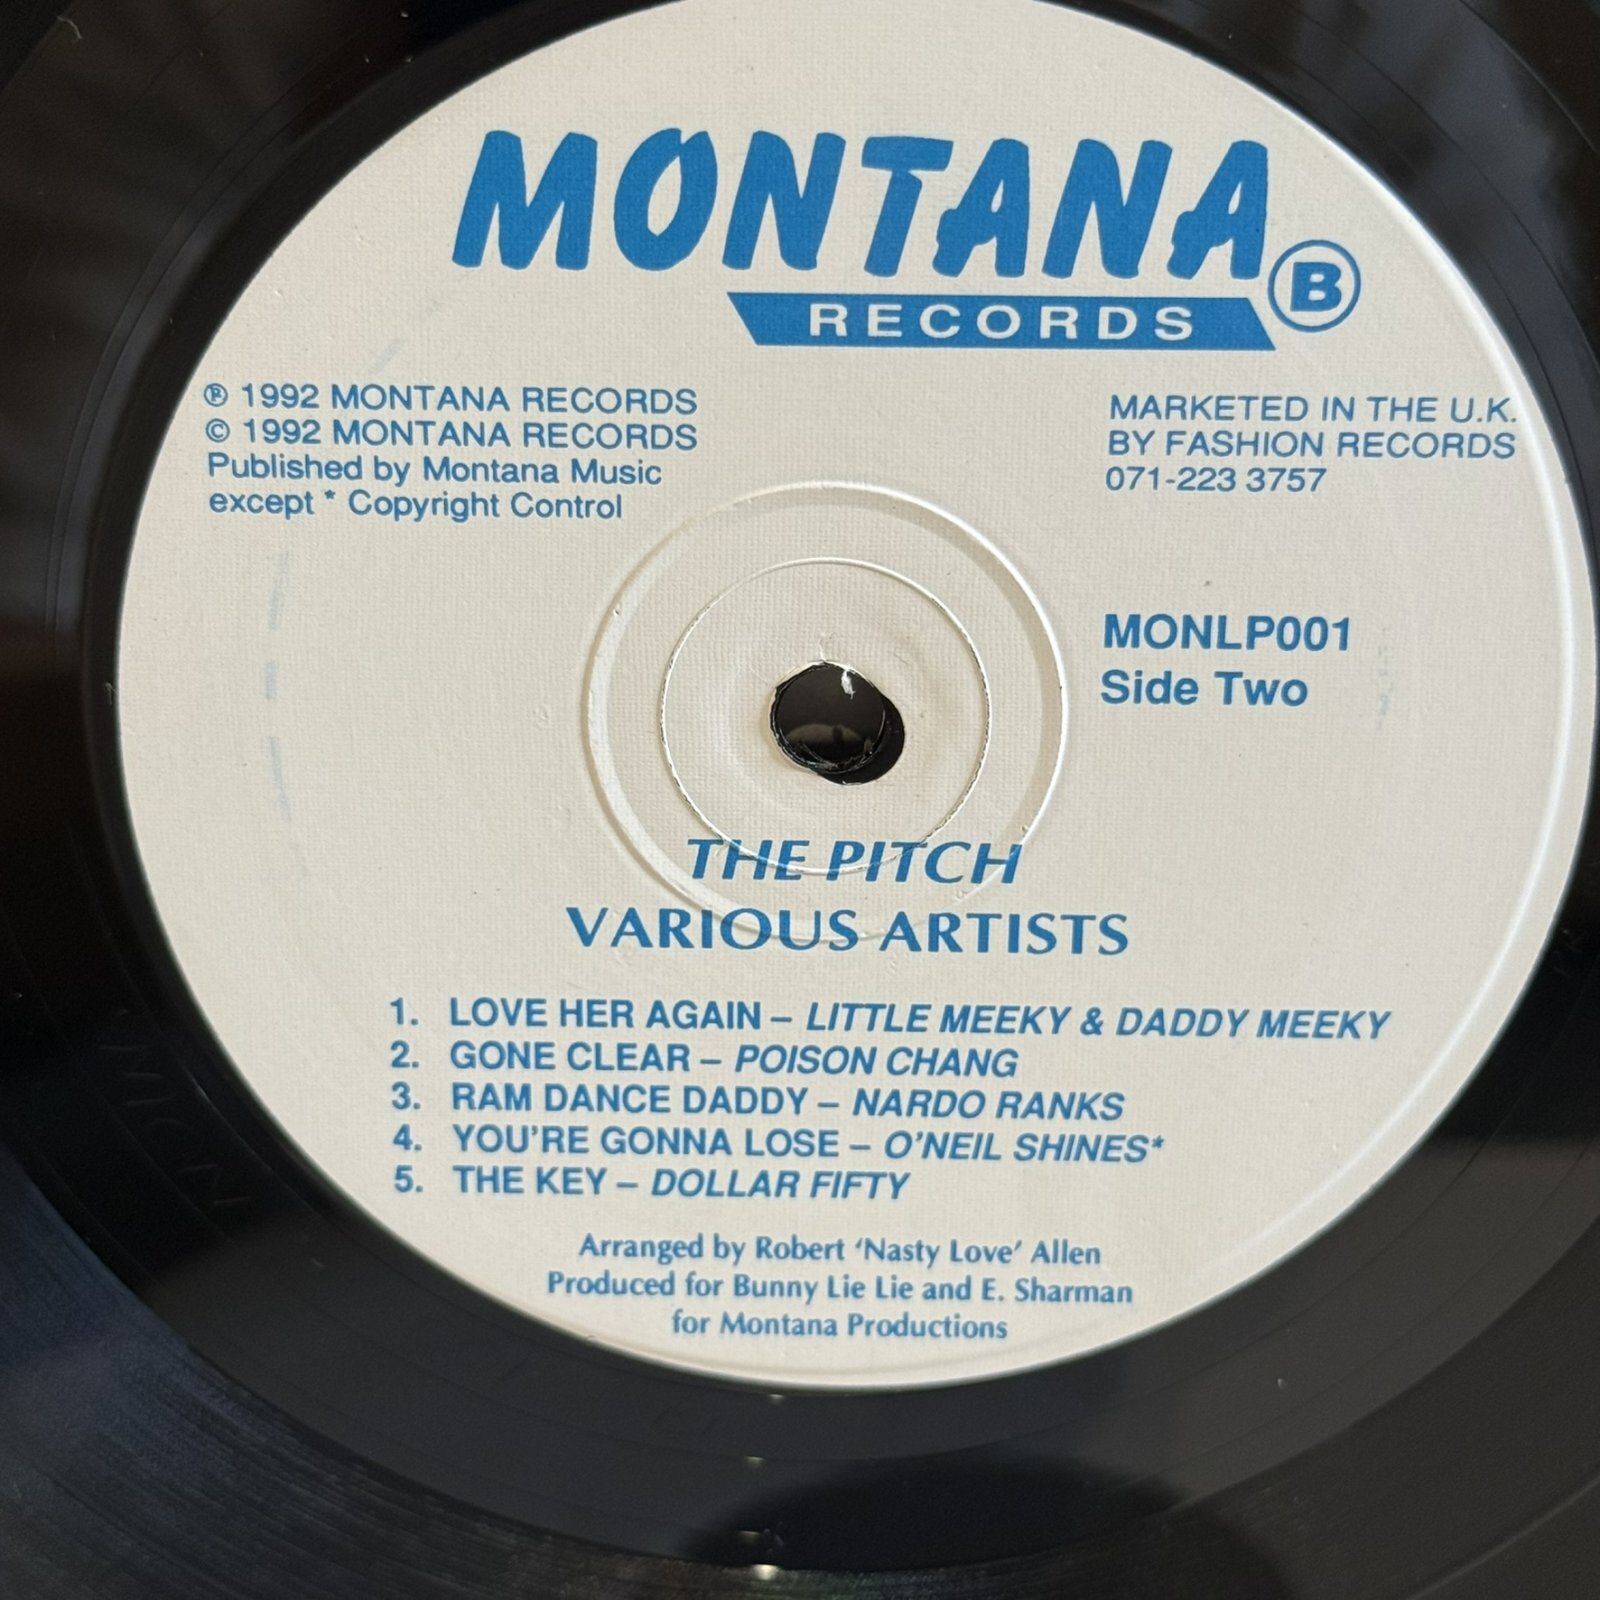 MONTANA
RECORDS
B
℗ 1992 MONTANA RECORDS
© 1992 MONTANA RECORDS
Published by Montana Music
except * Copyright Control
MARKETED IN THE U.K.
BY FASHION RECORDS
071-223 3757
MONLP001
Side Two
THE PITCH
VARIOUS ARTISTS
1. LOVE HER AGAIN – LITTLE MEEKY & DADDY MEEKY
2. GONE CLEAR – POISON CHANG
3. RAM DANCE DADDY – NARDO RANKS
4. YOU'RE GONNA LOSE – O'NEIL SHINES*
5. THE KEY – DOLLAR FIFTY
Arranged by Robert ‘Nasty Love’ Allen
Produced for Bunny Lie Lie and E. Sharman
for Montana Productions